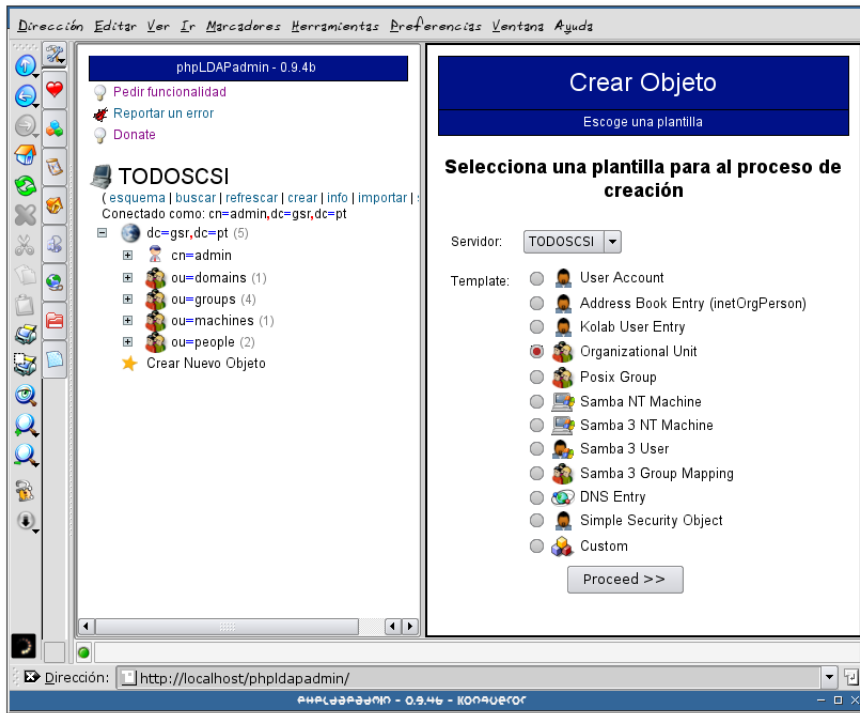 Dirección Editar Ver Ir Marcadores Herramientas Preferencias Ventana Ayuda
phpLDAPadmin - 0.9.4b
Pedir funcionalidad
Reportar un error
Donate
TODOSCSI
( esquema | buscar | refrescar | crear | info | importar |
Conectado como: cn=admin,dc=gsr,dc=pt
dc=gsr,dc=pt (5)
cn=admin
ou=domains (1)
ou=groups (4)
ou=machines (1)
ou=people (2)
Crear Nuevo Objeto
Crear Objeto
Escoge una plantilla
Selecciona una plantilla para al proceso de
creación
Servidor: TODOSCSI
Template: User Account
Address Book Entry (inetOrgPerson)
Kolab User Entry
Organizational Unit
Posix Group
Samba NT Machine
Samba 3 NT Machine
Samba 3 User
Samba 3 Group Mapping
DNS Entry
Simple Security Object
Custom
Proceed >>
Dirección: http://localhost/phpldapadmin/
phpLDAPadmin - 0.9.4b - Konqueror